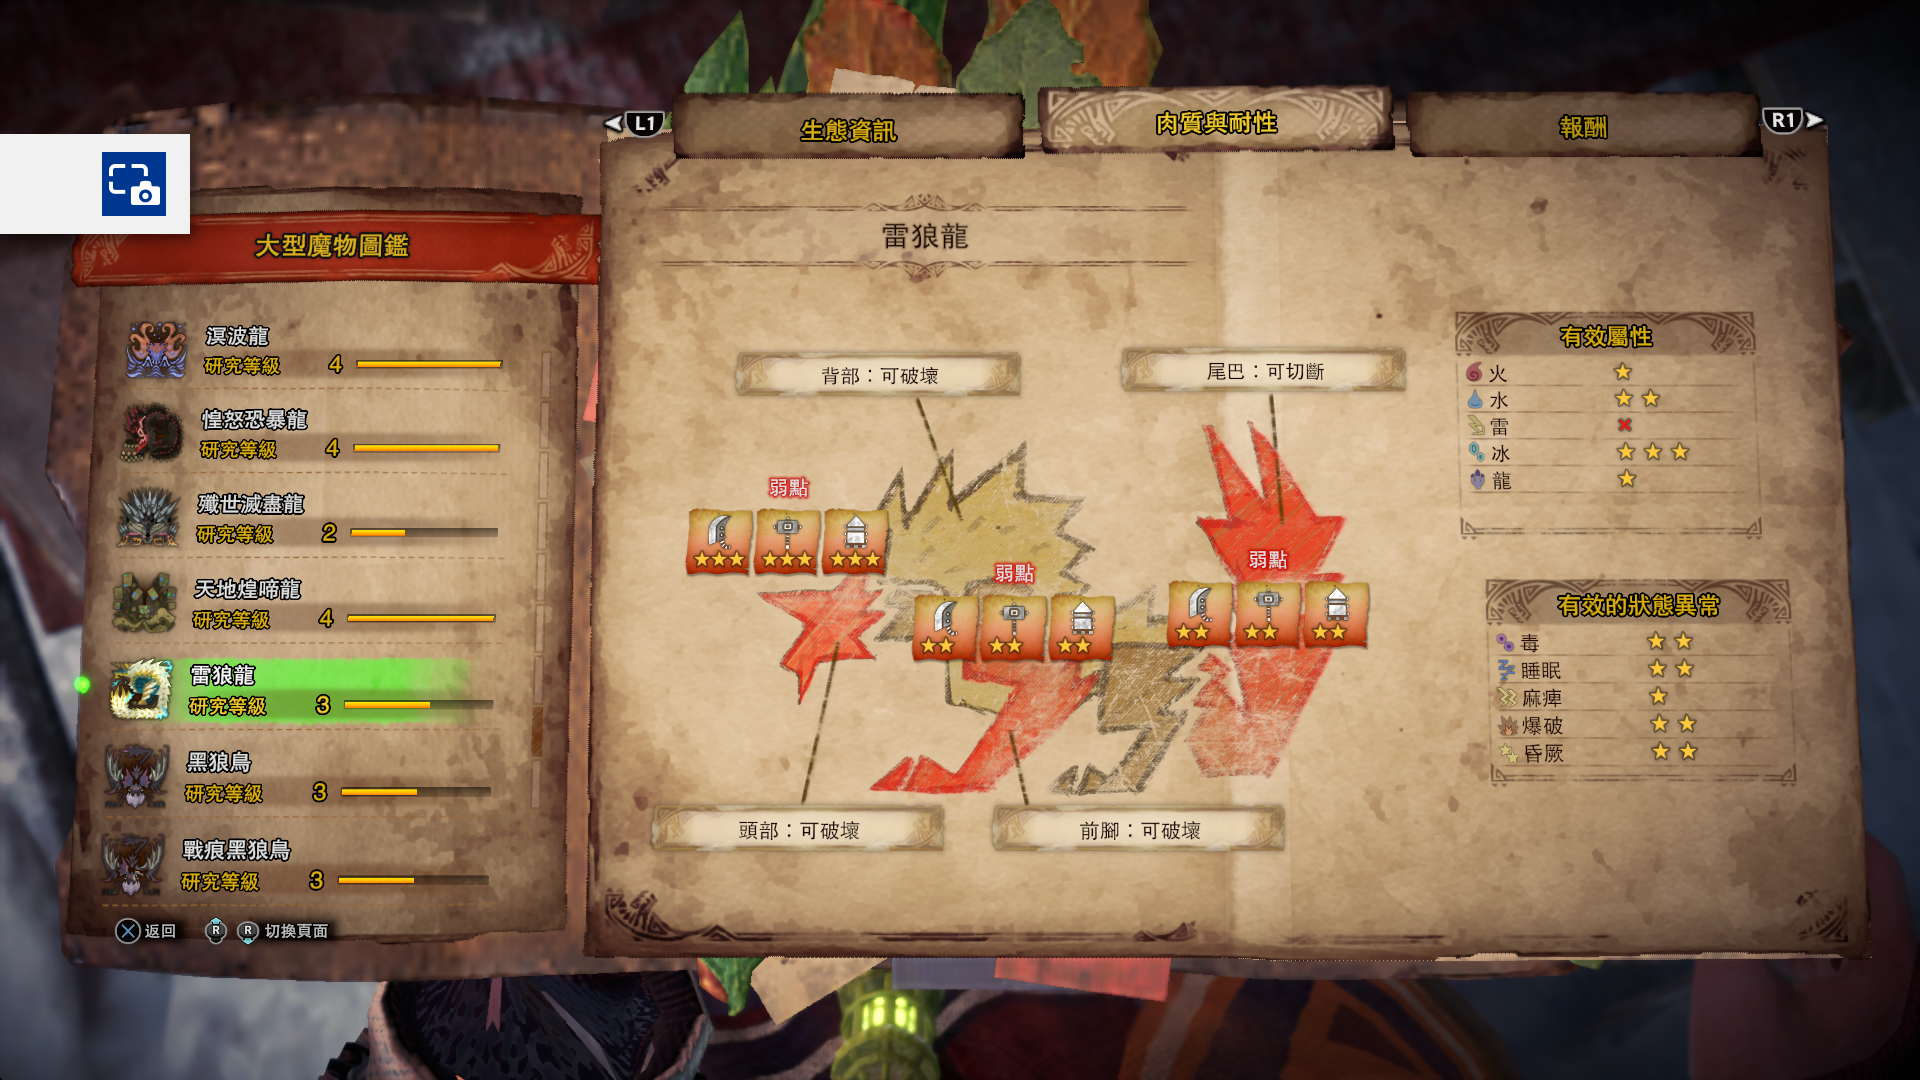 L1
生態資訊
肉質與耐性
報酬
R1
大型魔物圖鑑
溟波龍
研究等級 4
惶怒恐暴龍
研究等級 4
殲世滅盡龍
研究等級 2
天地煌啼龍
研究等級 4
雷狼龍
研究等級 3
黑狼鳥
研究等級 3
戰痕黑狼鳥
研究等級 3
返回
R
R
切換頁面
雷狼龍
背部：可破壞
尾巴：可切斷
弱點
弱點
弱點
頭部：可破壞
前腳：可破壞
有效屬性
火
水
雷
冰
龍
有效的狀態異常
毒
睡眠
麻痺
爆破
昏厥